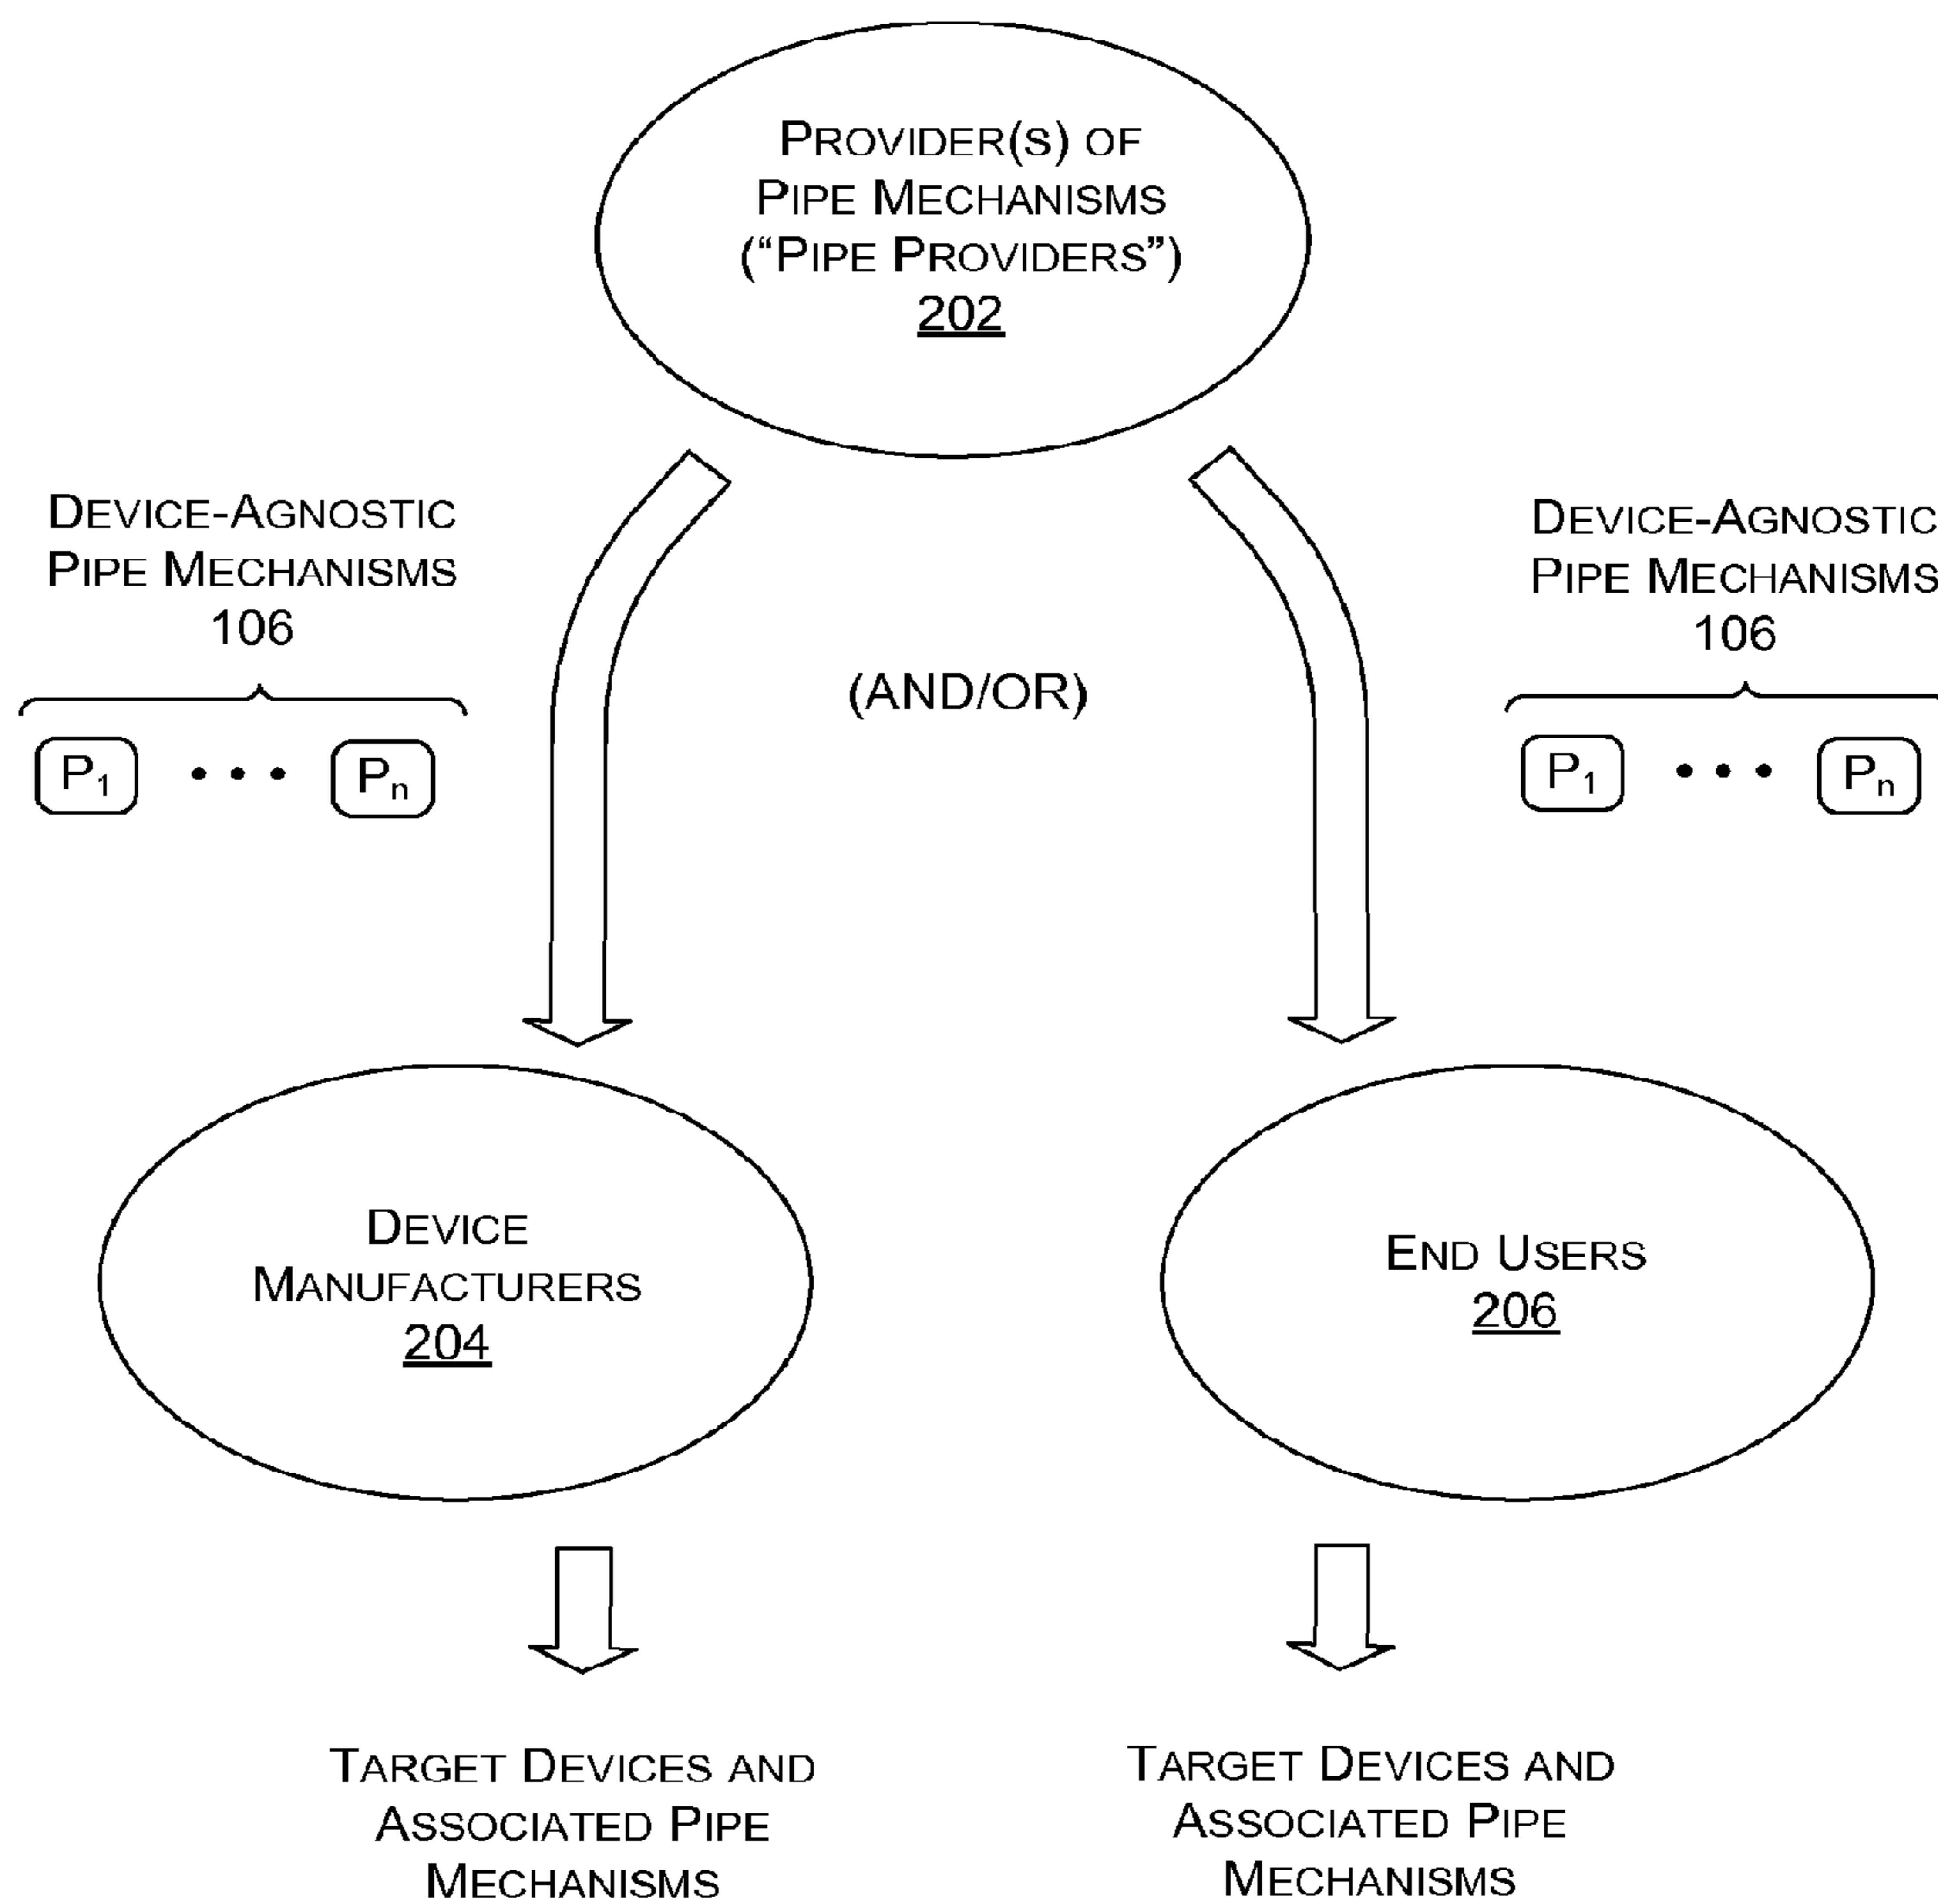 PROVIDER(S) OF
PIPE MECHANISMS
(“PIPE PROVIDERS”)
202
DEVICE-AGNOSTIC
PIPE MECHANISMS
106
P1 • • • Pn
(AND/OR)
DEVICE-AGNOSTIC
PIPE MECHANISMS
106
P1 • • • Pn
DEVICE
MANUFACTURERS
204
END USERS
206
TARGET DEVICES AND
ASSOCIATED PIPE
MECHANISMS
TARGET DEVICES AND
ASSOCIATED PIPE
MECHANISMS